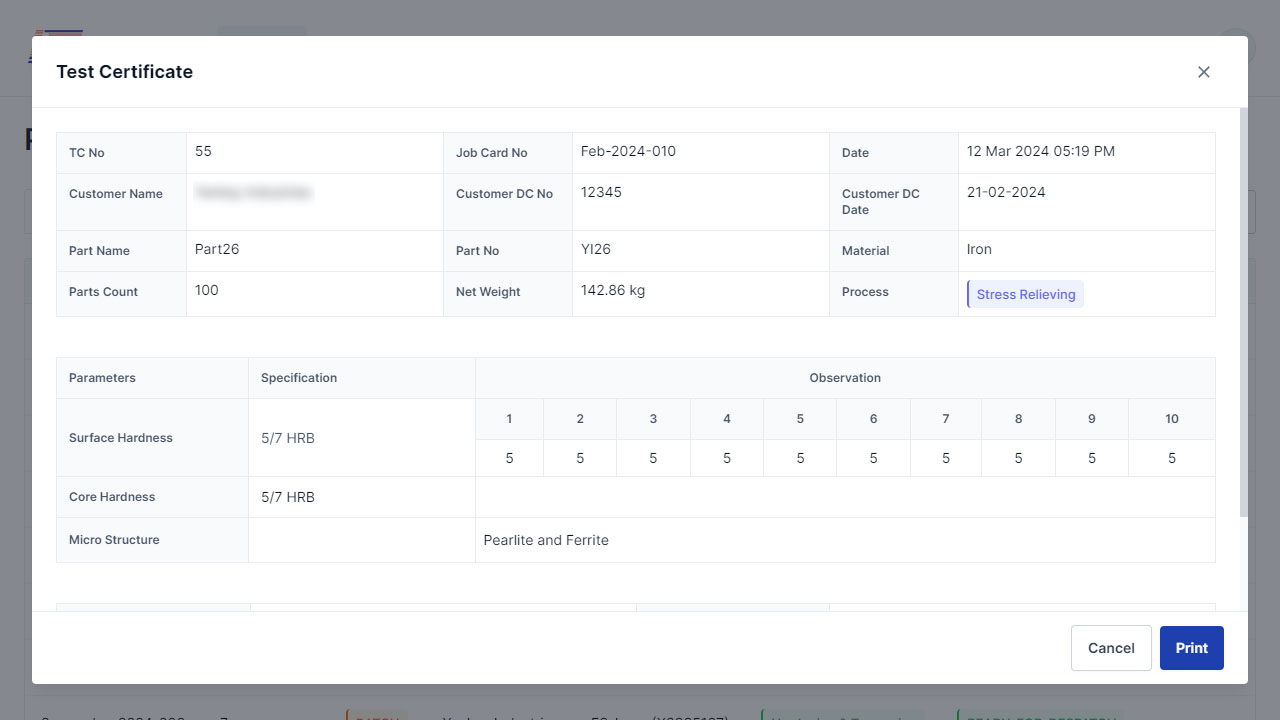 Test Certificate
TC No 55 Job Card No Feb-2024-010 Date 12 Mar 2024 05:19 PM
Customer Name Customer DC No 12345 Customer DC Date 21-02-2024
Part Name Part26 Part No YI26 Material Iron
Parts Count 100 Net Weight 142.86 kg Process Stress Relieving
Parameters Specification Observation
1 2 3 4 5 6 7 8 9 10
Surface Hardness 5/7 HRB
5 5 5 5 5 5 5 5 5 5
Core Hardness 5/7 HRB
Micro Structure Pearlite and Ferrite
Cancel Print